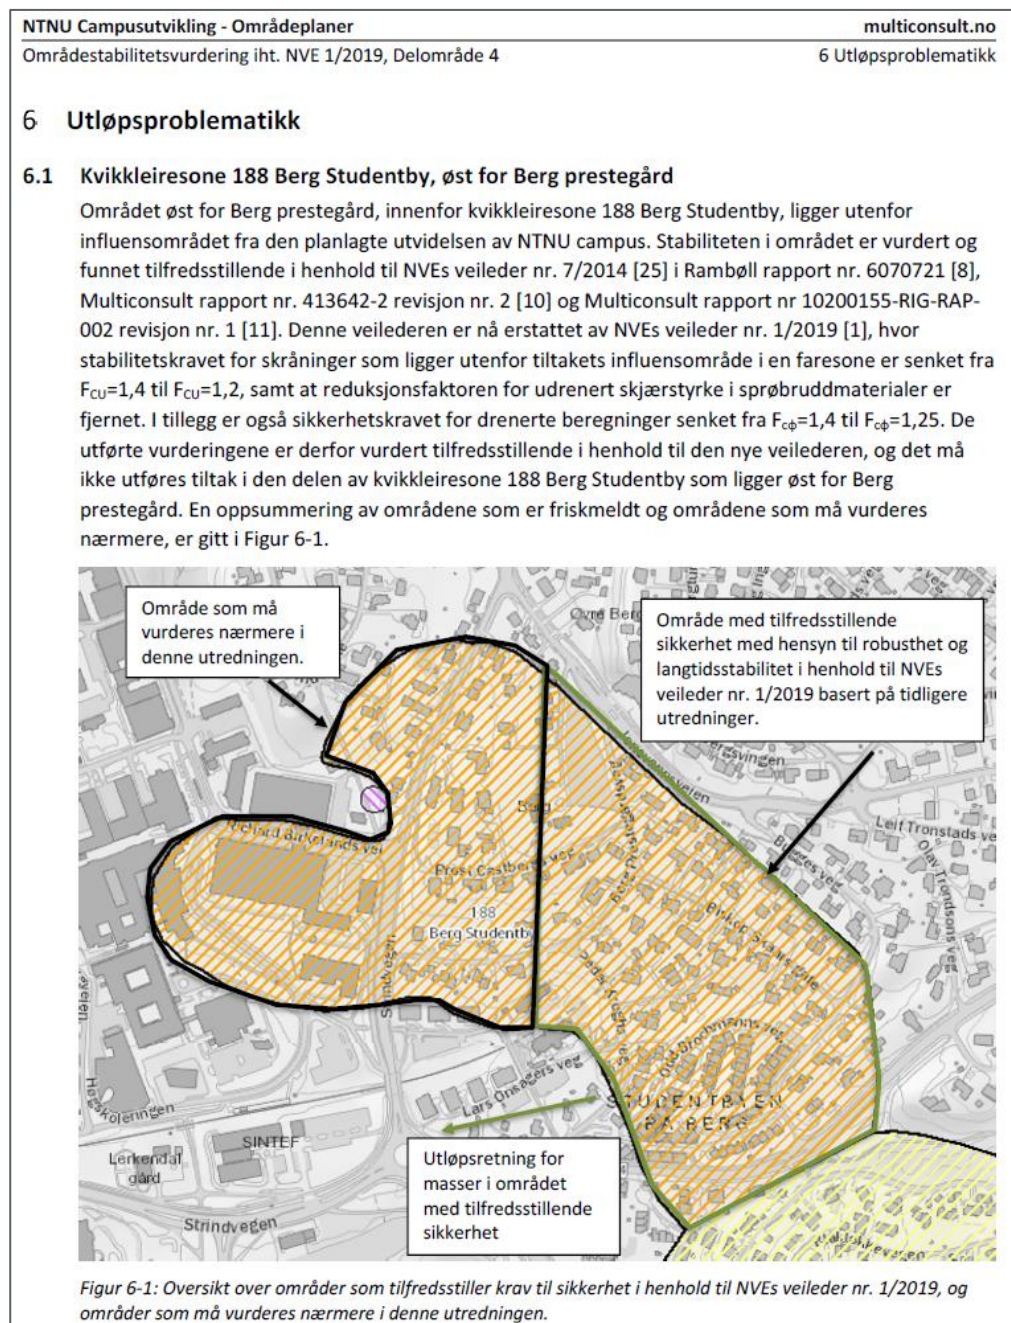 NTNU Campusutvikling - Områdeplaner multiconsult.no
Områdestabilitetsvurdering iht. NVE 1/2019, Delområde 4 6 Utløpsproblematikk
6 Utløpsproblematikk
6.1 Kvikkleiresone 188 Berg Studentby, øst for Berg prestegård
Området øst for Berg prestegård, innenfor kvikkleiresone 188 Berg Studentby, ligger utenfor
influensområdet fra den planlagte utvidelsen av NTNU campus. Stabiliteten i området er vurdert og
funnet tilfredsstillende i henhold til NVEs veileder nr. 7/2014 [25] i Rambøll rapport nr. 6070721 [8],
Multiconsult rapport nr. 413642-2 revisjon nr. 2 [10] og Multiconsult rapport nr 10200155-RIG-RAP-
002 revisjon nr. 1 [11]. Denne veilederen er nå erstattet av NVEs veileder nr. 1/2019 [1], hvor
stabilitetskravet for skråninger som ligger utenfor tiltakets influensområde i en faresone er senket fra
FCU=1,4 til FCU=1,2, samt at reduksjonsfaktoren for udrenert skjærstyrke i sprøbruddmaterialer er
fjernet. I tillegg er også sikkerhetskravet for drenerte beregninger senket fra Fcϕ=1,4 til Fcϕ=1,25. De
utførte vurderingene er derfor vurdert tilfredsstillende i henhold til den nye veilederen, og det må
ikke utføres tiltak i den delen av kvikkleiresone 188 Berg Studentby som ligger øst for Berg
prestegård. En oppsummering av områdene som er friskmeldt og områdene som må vurderes
nærmere, er gitt i Figur 6-1.
Område som må
vurderes nærmere i
denne utredningen.
Øvre Berg
Område med tilfredsstillende
sikkerhet med hensyn til robusthet og
langtidsstabilitet i henhold til NVEs
veileder nr. 1/2019 basert på tidligere
utredninger.
Leif Tronstads ve
Olav Trondsons veg
Bugges veg
Berg
Richard Birkelands vei
Prost Castbergs veg
Biskop Skaars gate
188
Berg Studentby
Strindvegen
Odd Brochmanns veg
Lars Onsagers veg
STUDENTBYEN
PÅ BERG
Høgskoleringen
SINTEF
Lerkendal
gård
Strindvegen
Utløpsretning for
masser i området
med tilfredsstillende
sikkerhet
Figur 6-1: Oversikt over områder som tilfredsstiller krav til sikkerhet i henhold til NVEs veileder nr. 1/2019, og
områder som må vurderes nærmere i denne utredningen.